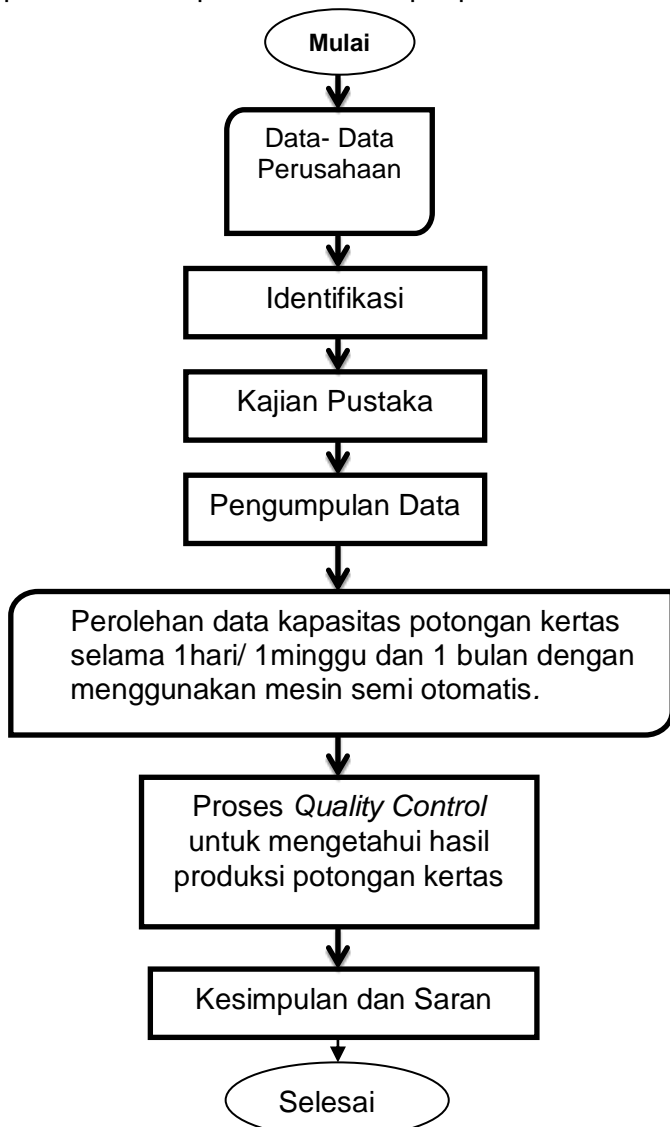 Mulai
Data- Data
Perusahaan
Identifikasi
Kajian Pustaka
Pengumpulan Data
Perolehan data kapasitas potongan kertas
selama 1hari/ 1minggu dan 1 bulan dengan
menggunakan mesin semi otomatis.
Proses Quality Control
untuk mengetahui hasil
produksi potongan kertas
Kesimpulan dan Saran
Selesai